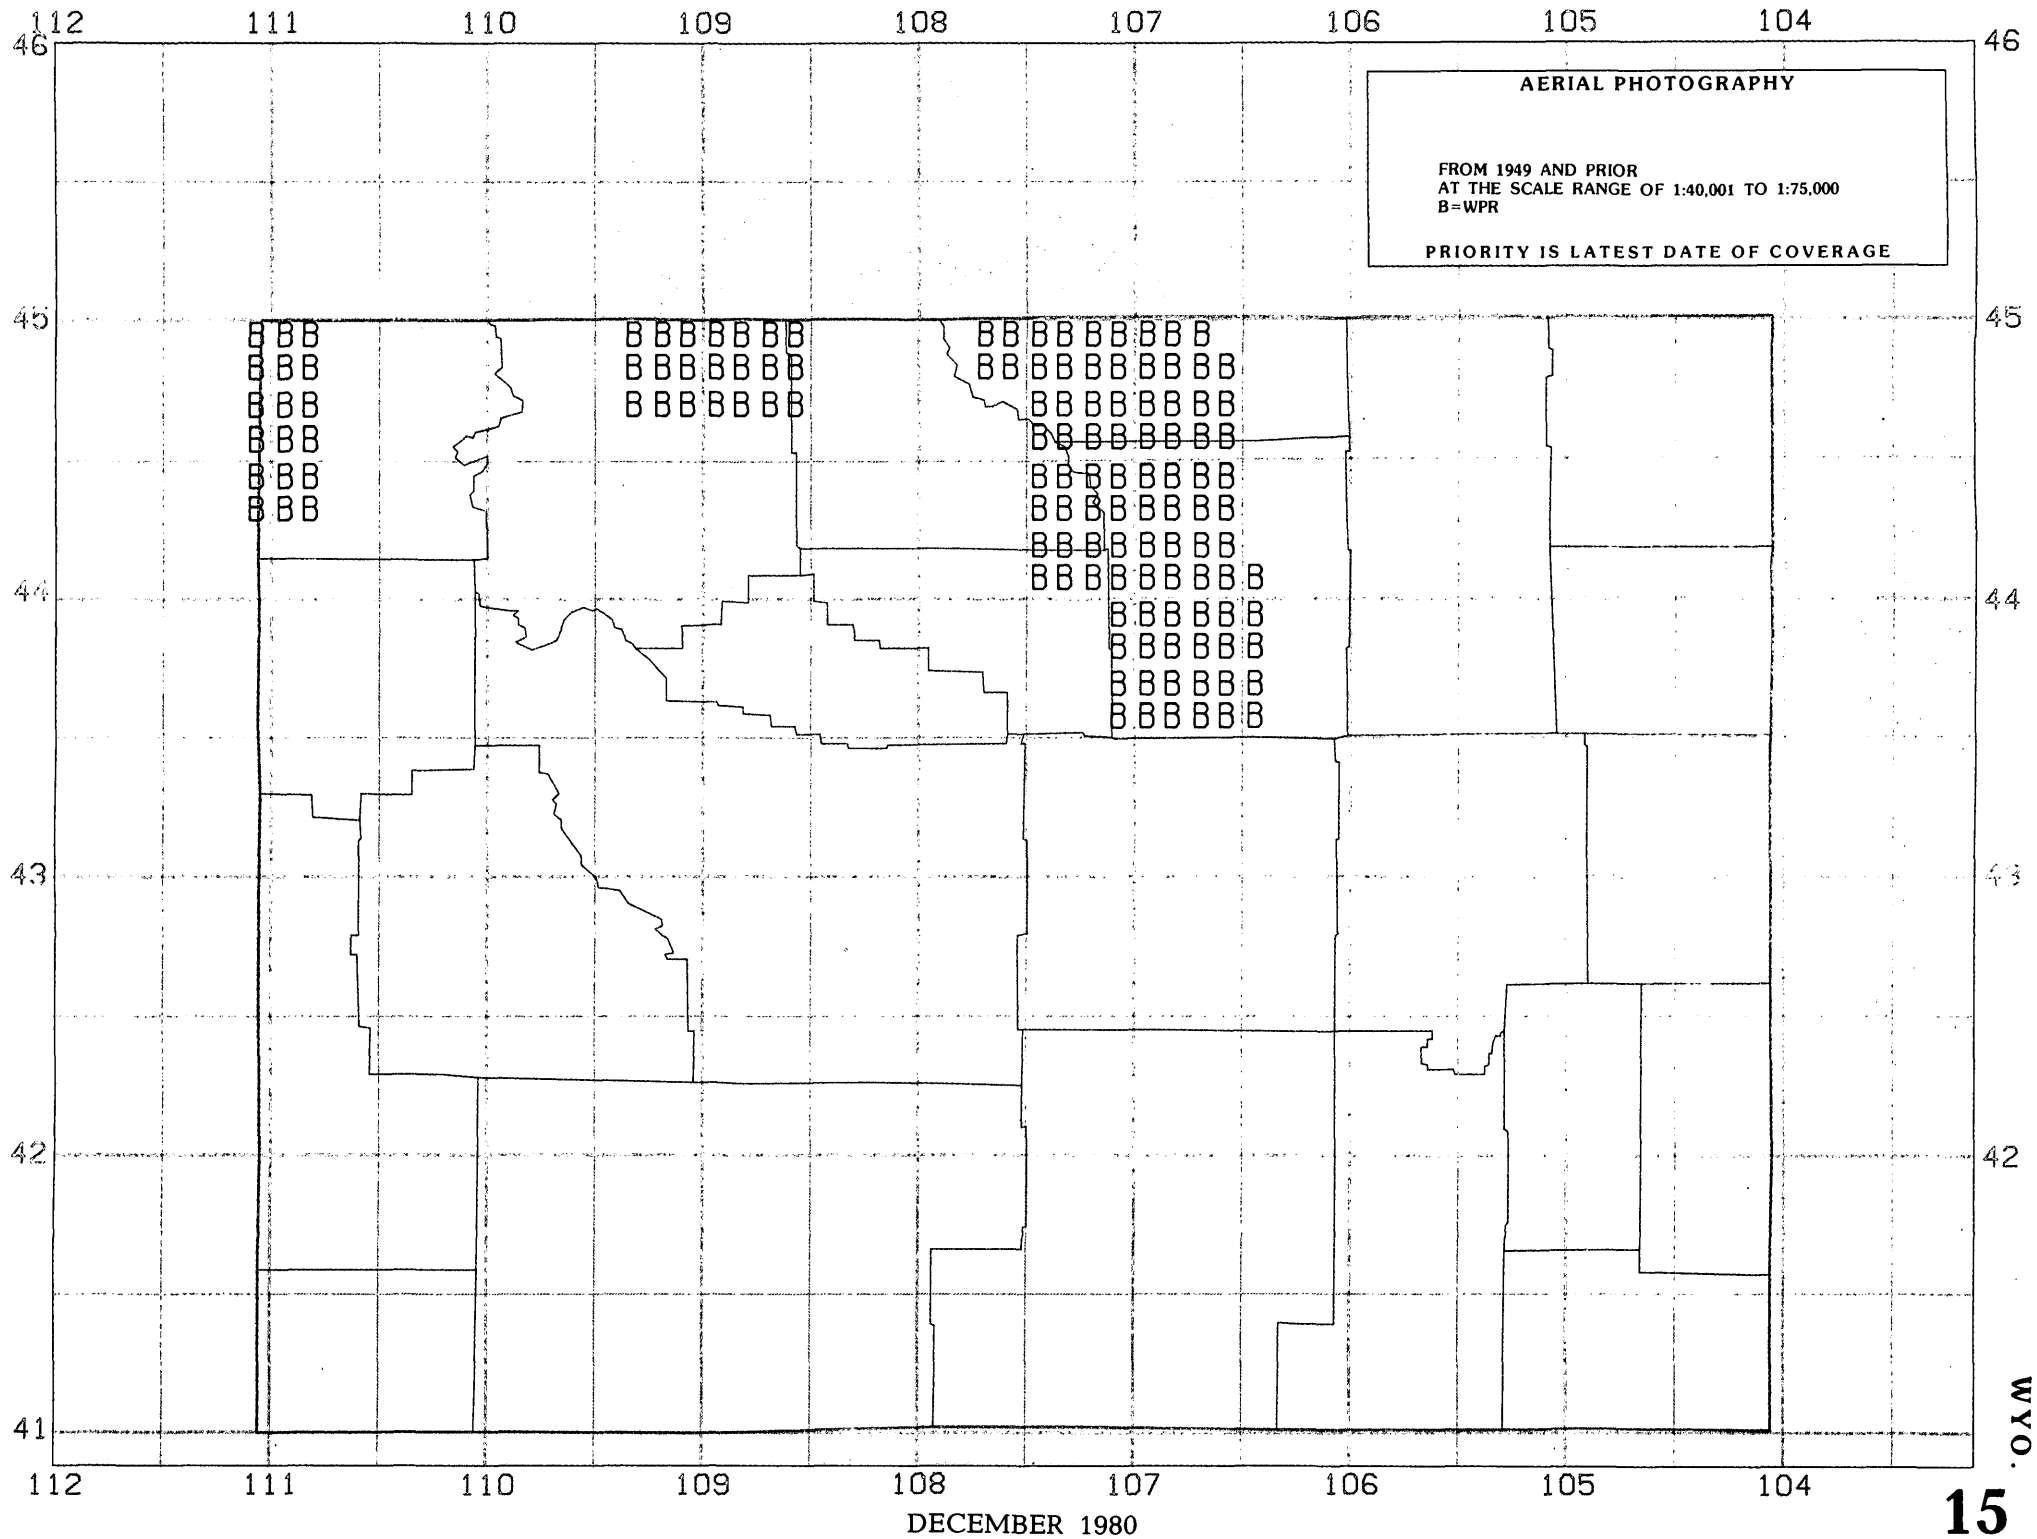 112 111 110 109 108 107 106 105 104
46 46
AERIAL PHOTOGRAPHY
FROM 1949 AND PRIOR
AT THE SCALE RANGE OF 1:40,001 TO 1:75,000
B=WPR
PRIORITY IS LATEST DATE OF COVERAGE
45 45
B B B B B B B B B B B B B B B B B B B
B B B B B B B B B B B B B B B B B B B B
B B B B B B B B B B B B B B B B B B
B B B B B B B B B B B
B B B B B B B B B B B
B B B B B B B B B B B
B B B B B B B B
B B B B B B B B B
44 44
B B B B B B
B B B B B B
B B B B B B
B B B B B B
43 43
42 42
41
WYO.
112 111 110 109 108 107 106 105 104
DECEMBER 1980
15